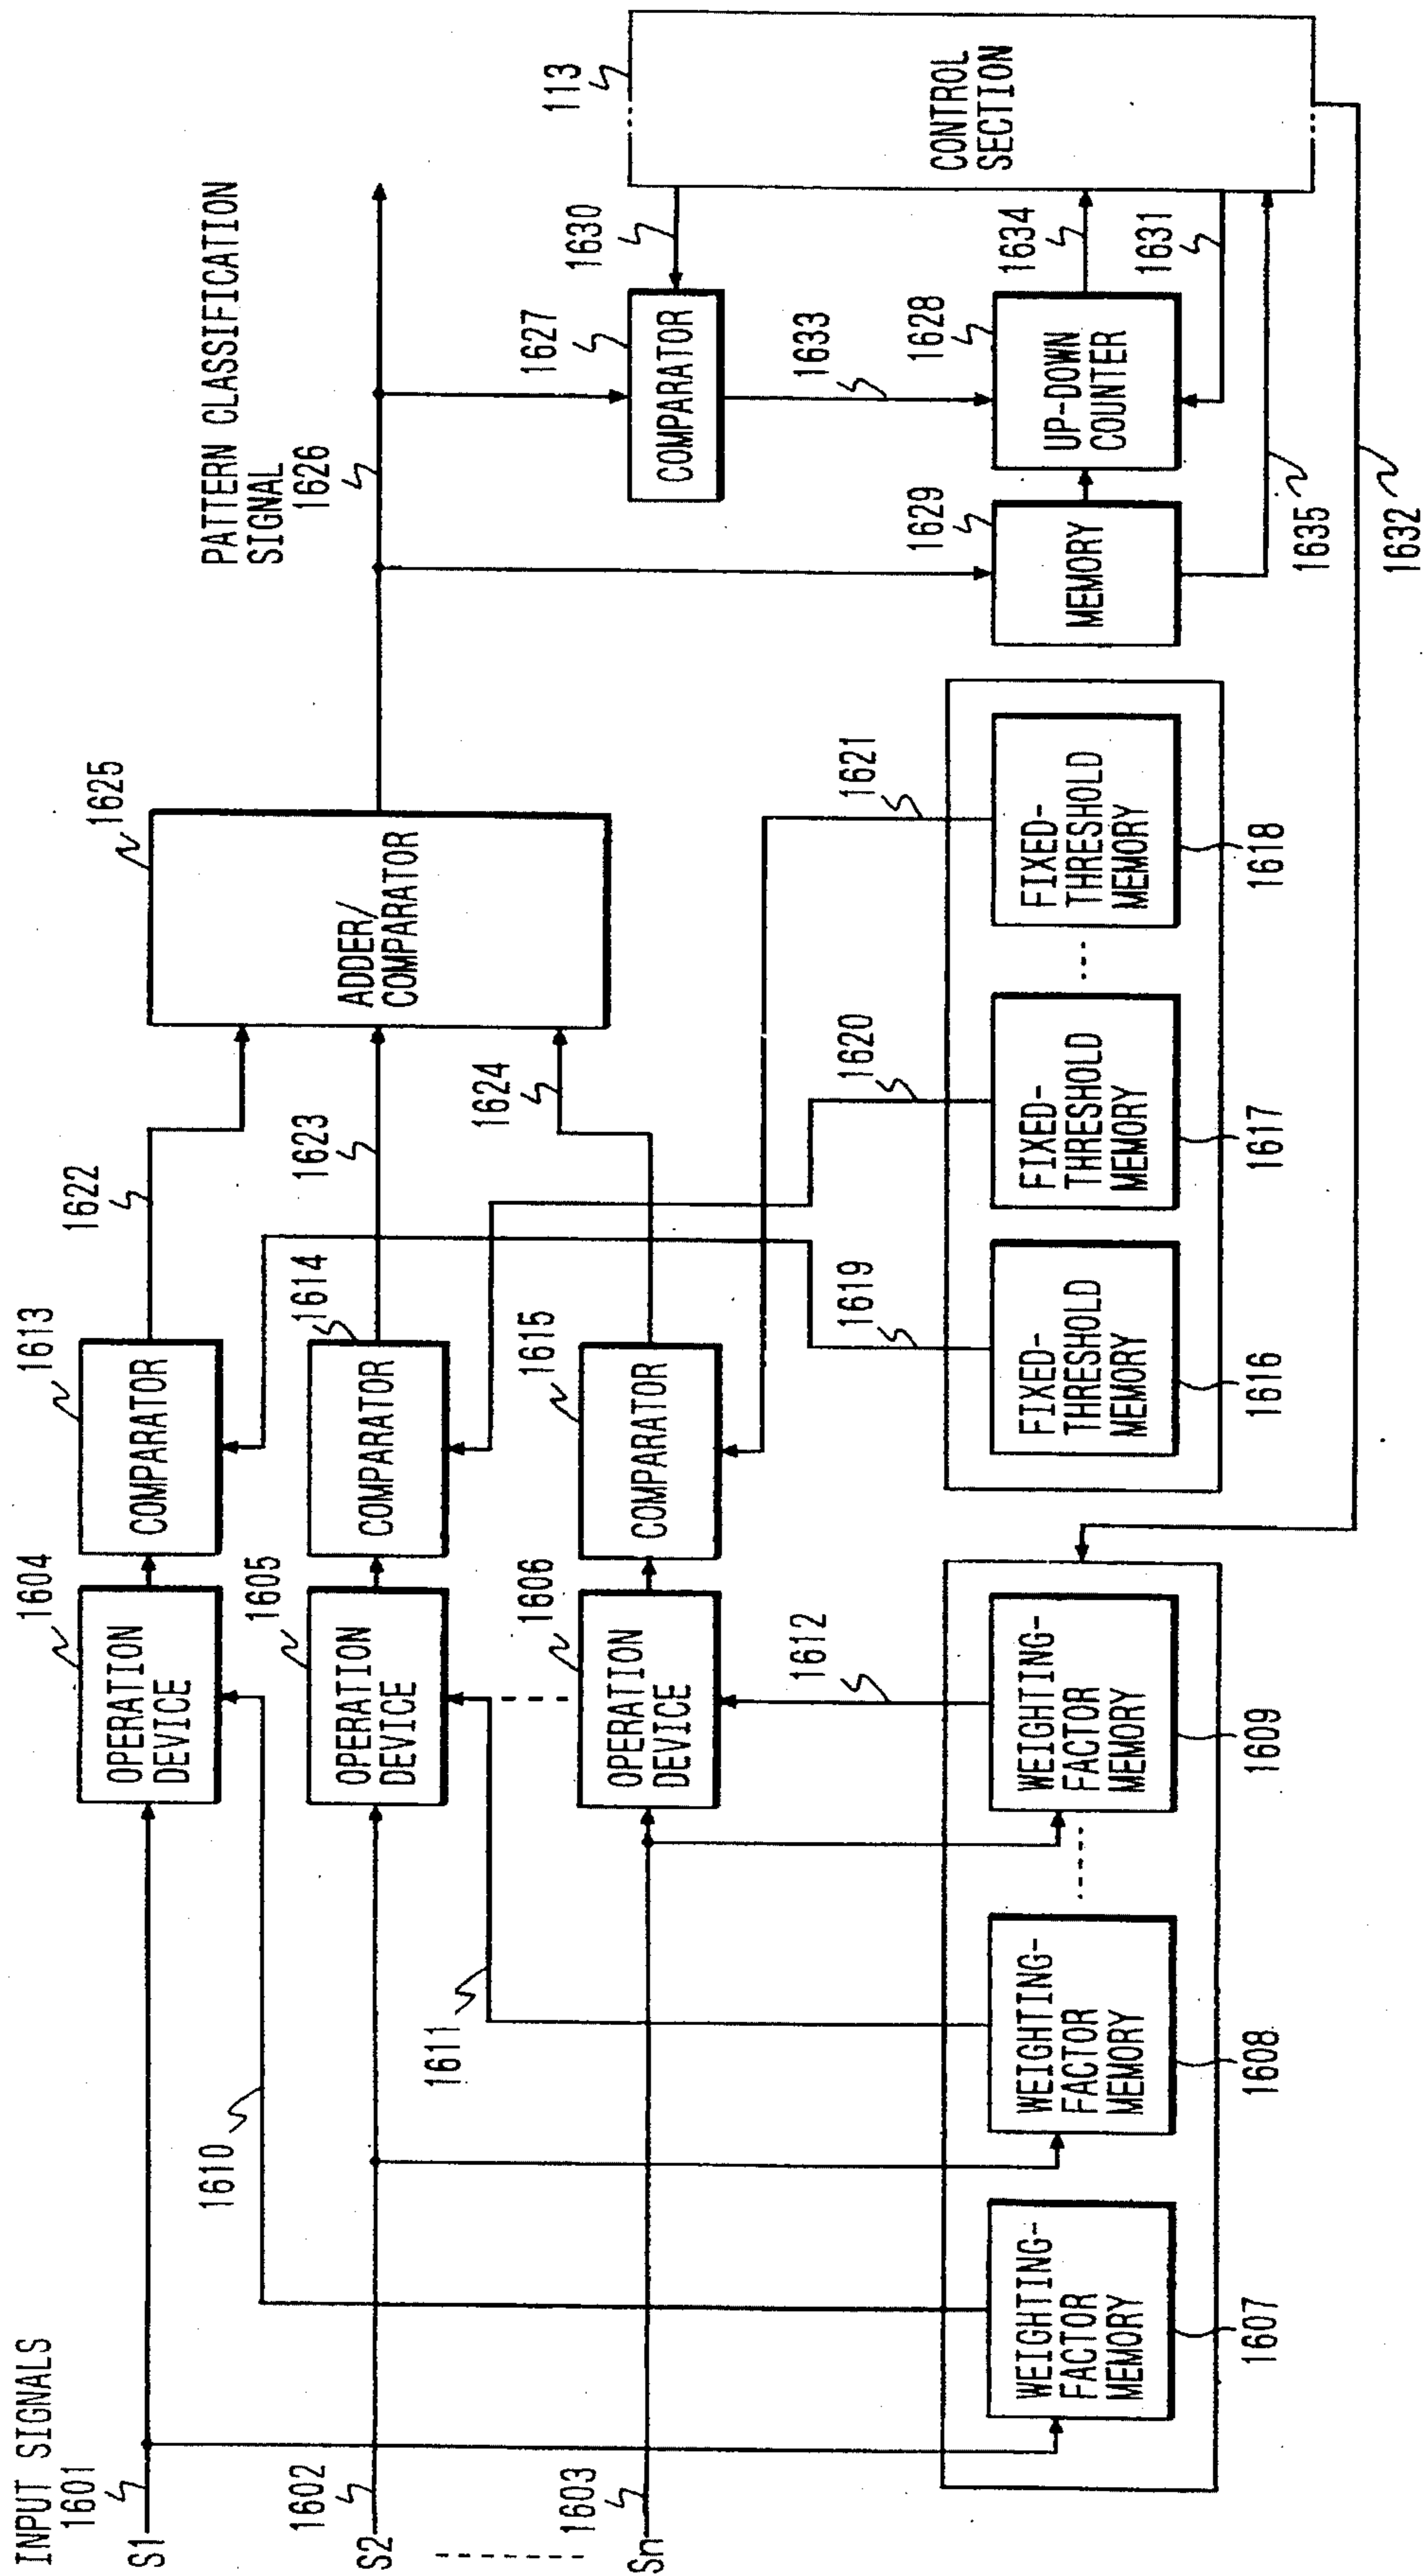 INPUT SIGNALS
1601
S1
1602
S2
1603
Sn
1604
OPERATION
DEVICE
1605
OPERATION
DEVICE
1606
OPERATION
DEVICE
1610
1611
1612
WEIGHTING-
FACTOR
MEMORY
1607
WEIGHTING-
FACTOR
MEMORY
1608
WEIGHTING-
FACTOR
MEMORY
1609
1613
COMPARATOR
1614
COMPARATOR
1615
COMPARATOR
1622
1623
1624
1619
1620
1621
FIXED-
THRESHOLD
MEMORY
1616
FIXED-
THRESHOLD
MEMORY
1617
FIXED-
THRESHOLD
MEMORY
1618
1625
ADDER/
COMPARATOR
PATTERN CLASSIFICATION
SIGNAL
1626
1627
COMPARATOR
1630
1633
1629
MEMORY
1628
UP-DOWN
COUNTER
1634
1631
1635
1632
113
CONTROL
SECTION